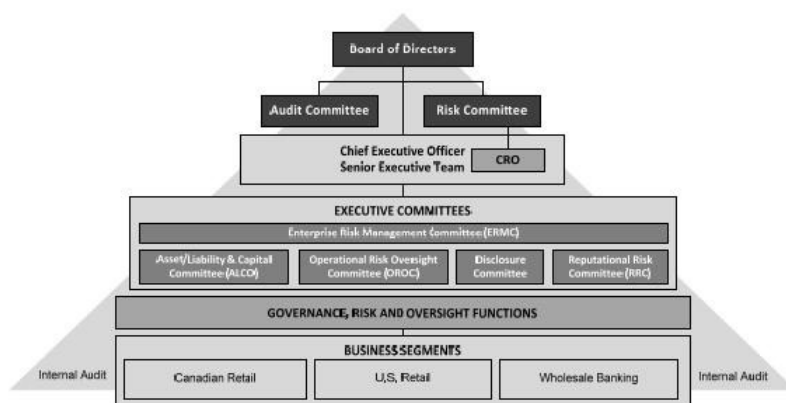 Board of Directors
Audit Committee
Risk Committee
Chief Executive Officer
Senior Executive Team
CRO
EXECUTIVE COMMITTEES
Enterprise Risk Management Committee (ERMC)
Asset/Liability & Capital
Committee (ALCO)
Operational Risk Oversight
Committee (OROC)
Disclosure
Committee
Reputational Risk
Committee (RRC)
GOVERNANCE, RISK AND OVERSIGHT FUNCTIONS
BUSINESS SEGMENTS
Canadian Retail
U.S. Retail
Wholesale Banking
Internal Audit
Internal Audit